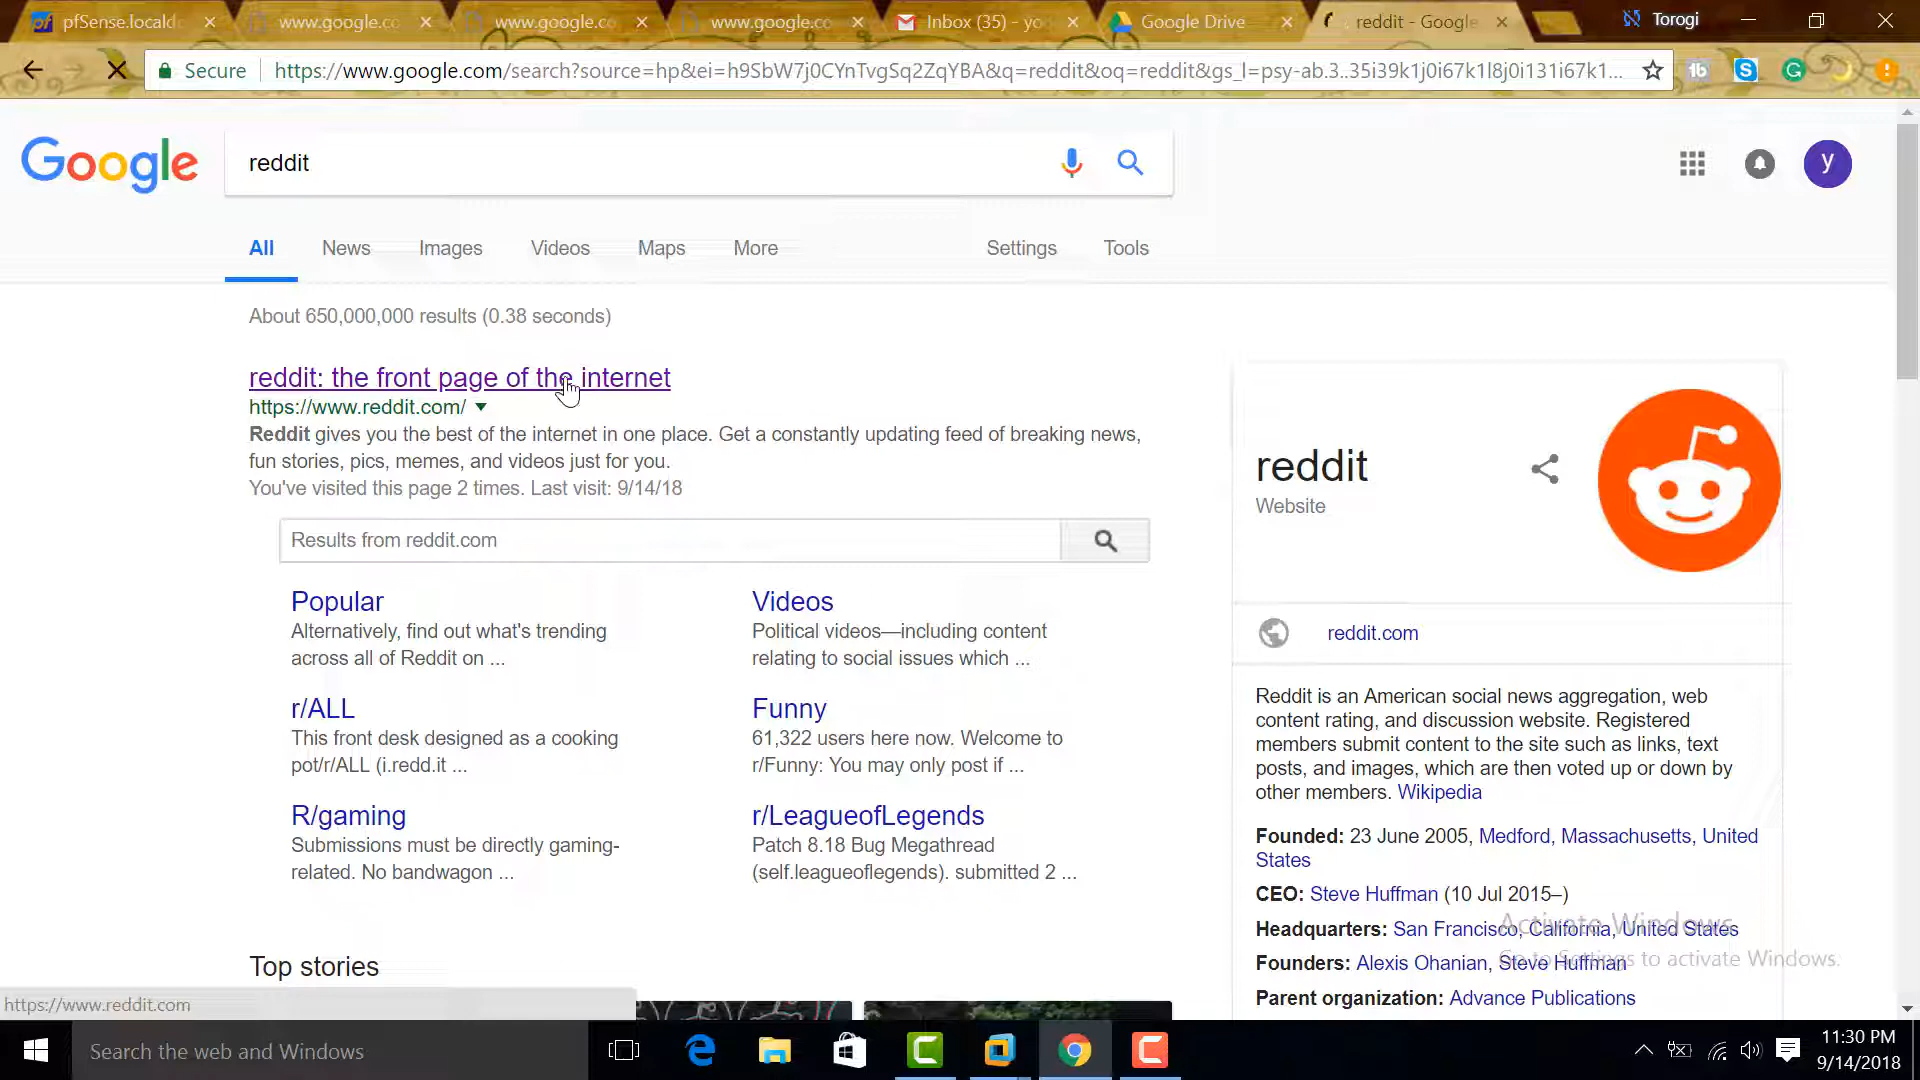 pfSense.locald
www.google.co
www.google.co
www.google.co
Inbox (35) - yo
Google Drive
reddit - Google
Torogi
Secure
https://www.google.com/search?source=hp&ei=h9SbW7j0CYnTvgSq2ZqYBA&q=reddit&oq=reddit&gs_l=psy-ab.3..35i39k1j0i67k1l8j0i131i67k1...
Google
reddit
y
All
News
Images
Videos
Maps
More
Settings
Tools
About 650,000,000 results (0.38 seconds)
reddit: the front page of the internet
https://www.reddit.com/
Reddit gives you the best of the internet in one place. Get a constantly updating feed of breaking news,
fun stories, pics, memes, and videos just for you.
You've visited this page 2 times. Last visit: 9/14/18
Results from reddit.com
Popular
Alternatively, find out what's trending
across all of Reddit on ...
Videos
Political videos—including content
relating to social issues which ...
r/ALL
This front desk designed as a cooking
pot/r/ALL (i.redd.it ...
Funny
61,322 users here now. Welcome to
r/Funny: You may only post if ...
R/gaming
Submissions must be directly gaming-
related. No bandwagon ...
r/LeagueofLegends
Patch 8.18 Bug Megathread
(self.leagueoflegends). submitted 2 ...
Top stories
reddit
Website
reddit.com
Reddit is an American social news aggregation, web
content rating, and discussion website. Registered
members submit content to the site such as links, text
posts, and images, which are then voted up or down by
other members. Wikipedia
Founded: 23 June 2005, Medford, Massachusetts, United
States
CEO: Steve Huffman (10 Jul 2015–)
Headquarters: San Francisco, California, United States
Founders: Alexis Ohanian, Steve Huffman
Parent organization: Advance Publications
Activate Windows
Go to Settings to activate Windows.
https://www.reddit.com
Search the web and Windows
11:30 PM
9/14/2018